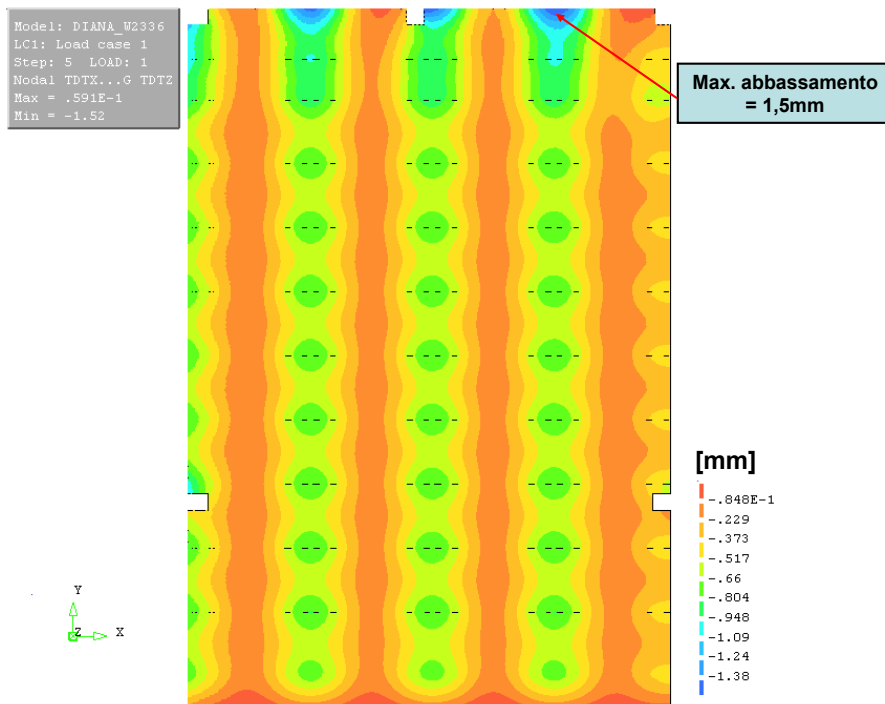 Model: DIANA_W2336
LC1: Load case 1
Step: 5 LOAD: 1
Nodal TDTX...G TDTZ
Max = .591E-1
Min = -1.52
Max. abbassamento
= 1,5mm
[mm]
-.848E-1
-.229
-.373
-.517
-.66
-.804
-.948
-1.09
-1.24
-1.38
Y
Z
X